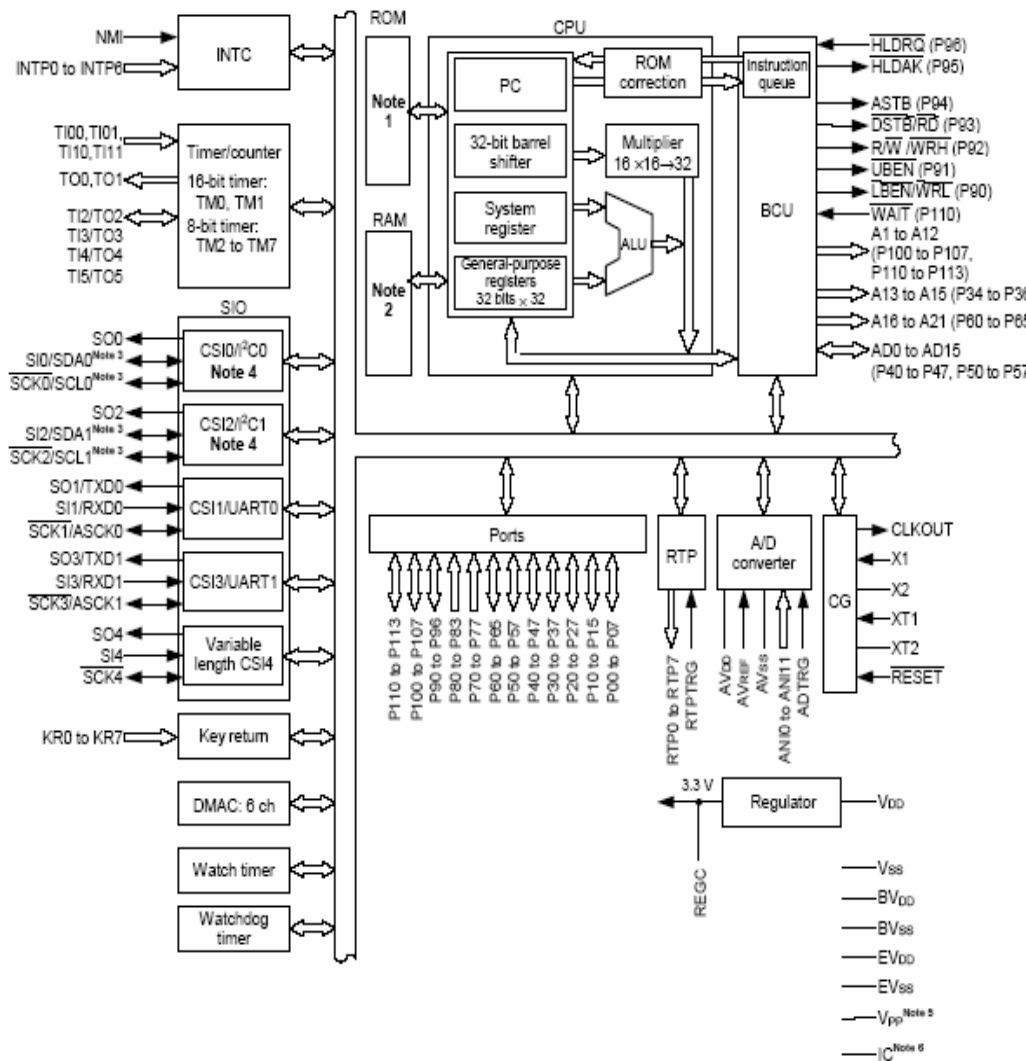 NMI
INTP0 to INTP6
INTC
TI00,TI01,
TI10,TI11
TO0,TO1
TI2/TO2
TI3/TO3
TI4/TO4
TI5/TO5
Timer/counter
16-bit timer:
TM0, TM1
8-bit timer:
TM2 to TM7
SIO
SO0
SI0/SDA0 Note 3
SCK0/SCL0 Note 3
CSI0/I²C0
Note 4
SO2
SI2/SDA1 Note 3
SCK2/SCL1 Note 3
CSI2/I²C1
Note 4
SO1/TXD0
SI1/RXD0
SCK1/ASCK0
CSI1/UART0
SO3/TXD1
SI3/RXD1
SCK3/ASCK1
CSI3/UART1
SO4
SI4
SCK4
Variable
length CSI4
KR0 to KR7
Key return
DMAC: 6 ch
Watch timer
Watchdog
timer
ROM
Note
1
RAM
Note
2
CPU
PC
32-bit barrel
shifter
System
register
General-purpose
registers
32 bits × 32
ROM
correction
Multiplier
16 ×16→32
ALU
Instruction
queue
BCU
HLDRQ (P96)
HLDAK (P95)
ASTB (P94)
DSTB/RD (P93)
R/W /WRH (P92)
UBEN (P91)
LBEN/WRL (P90)
WAIT (P110)
A1 to A12
(P100 to P107,
P110 to P113)
A13 to A15 (P34 to P36
A16 to A21 (P60 to P65
AD0 to AD15
(P40 to P47, P50 to P57
Ports
P110 to P113
P100 to P107
P90 to P96
P80 to P83
P70 to P77
P60 to P65
P50 to P57
P40 to P47
P30 to P37
P20 to P27
P10 to P15
P00 to P07
RTP
RTP0 to RTP7
RTPTRG
A/D
converter
AVDD
AVREF
AVSS
ANI0 to ANI11
ADTRG
CG
CLKOUT
X1
X2
XT1
XT2
RESET
3.3 V
Regulator
VDD
REGC
VSS
BVDD
BVSS
EVDD
EVSS
VPP Note 5
IC Note 6